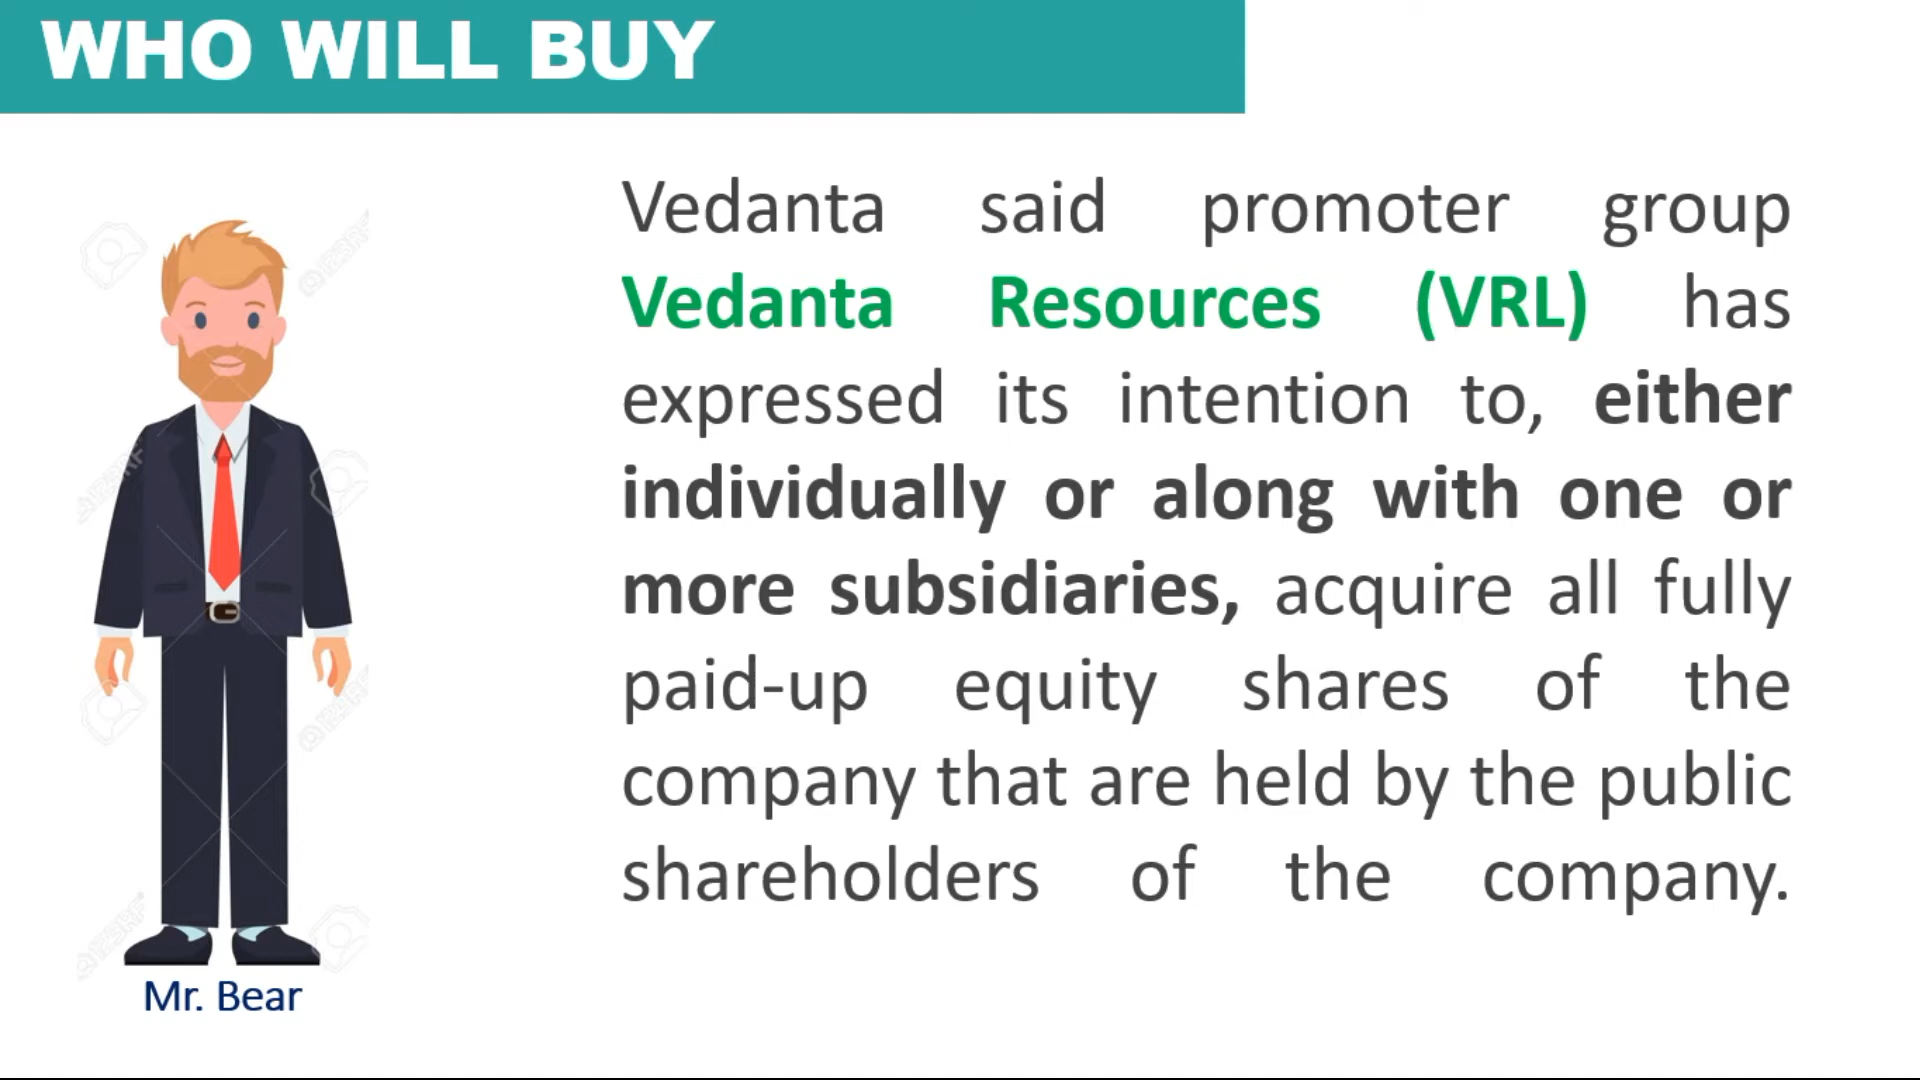 WHO WILL BUY
Vedanta said promoter group
Vedanta Resources (VRL) has
expressed its intention to, either
individually or along with one or
more subsidiaries, acquire all fully
paid-up equity shares of the
company that are held by the public
shareholders of the company.
Mr. Bear